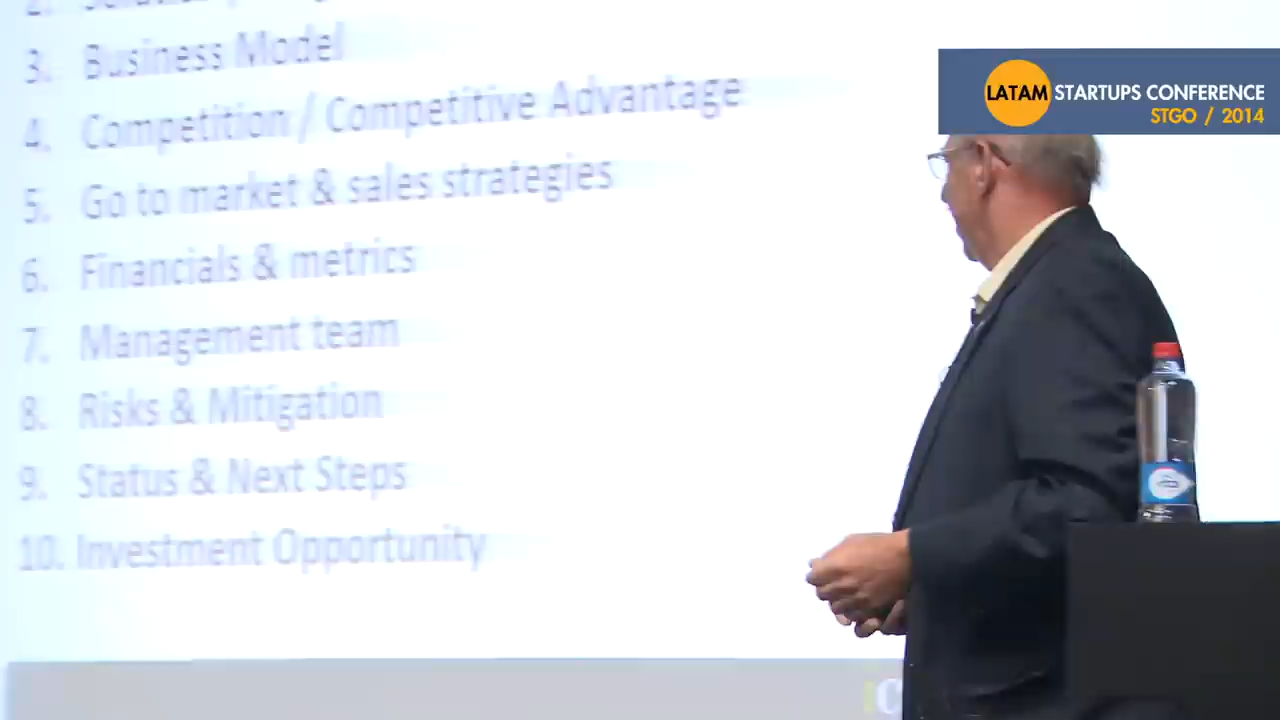 3. Business Model
4. Competition / Competitive Advantage
5. Go to market & sales strategies
6. Financials & metrics
7. Management team
8. Risks & Mitigation
9. Status & Next Steps
10. Investment Opportunity
LATAM STARTUPS CONFERENCE
STGO / 2014